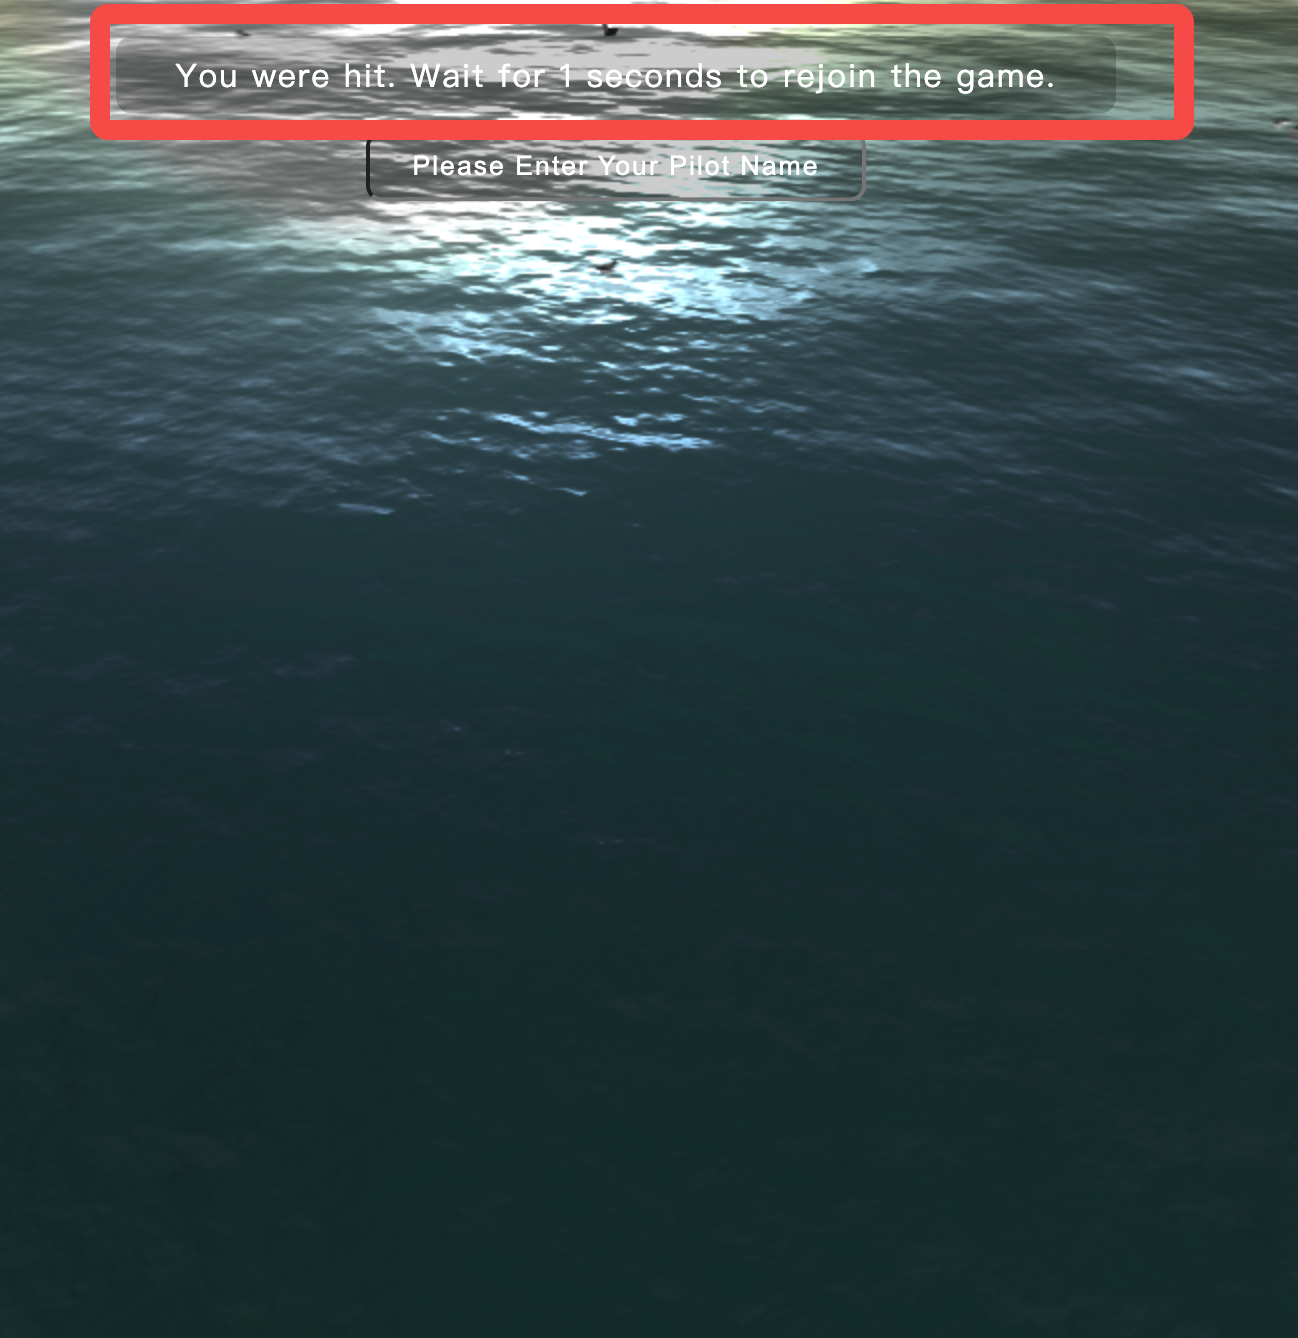 You were hit. Wait for 1 seconds to rejoin the game.
Please Enter Your Pilot Name